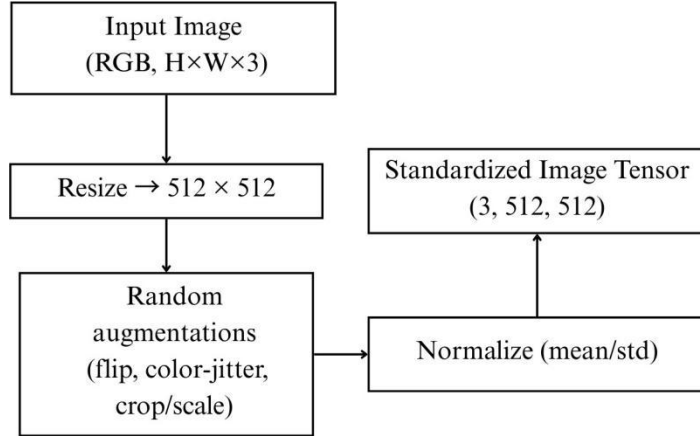 Input Image
(RGB, H×W×3)
Resize → 512 × 512
Random
augmentations
(flip, color-jitter,
crop/scale)
Normalize (mean/std)
Standardized Image Tensor
(3, 512, 512)